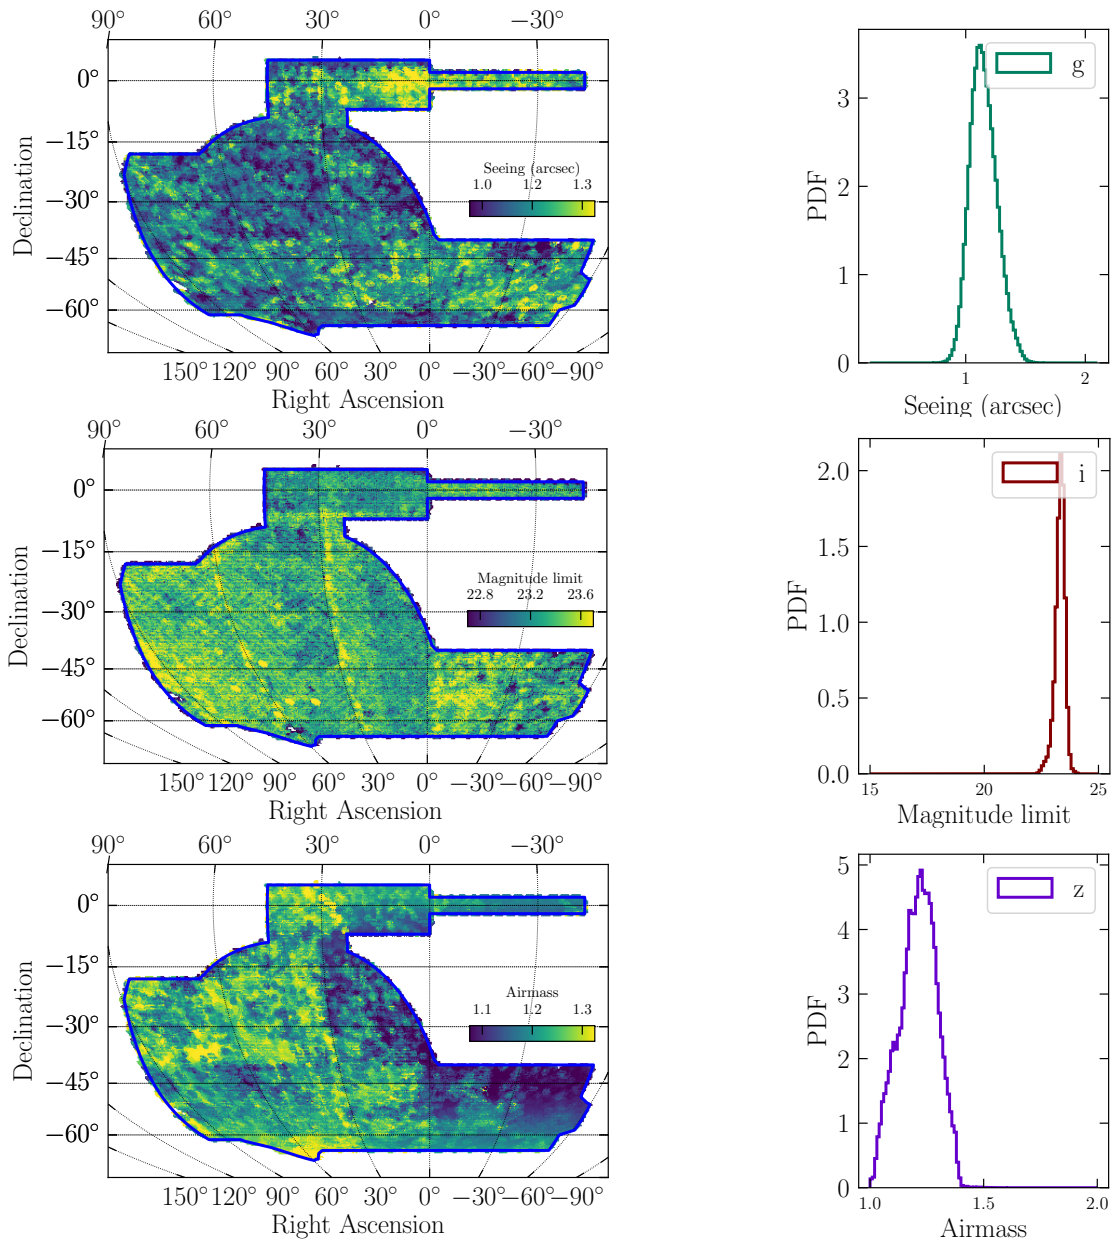 90° 60° 30° 0° −30°
0°
−15°
−30°
−45°
−60°
Declination
Seeing (arcsec)
1.0 1.2 1.3
150° 120° 90° 60° 30° 0° −30° −60° −90°
Right Ascension
g
PDF
3
2
1
0
1 2
Seeing (arcsec)
90° 60° 30° 0° −30°
0°
−15°
−30°
−45°
−60°
Declination
Magnitude limit
22.8 23.2 23.6
150° 120° 90° 60° 30° 0° −30° −60° −90°
Right Ascension
i
PDF
2.0
1.5
1.0
0.5
0.0
15 20 25
Magnitude limit
90° 60° 30° 0° −30°
0°
−15°
−30°
−45°
−60°
Declination
Airmass
1.1 1.2 1.3
150° 120° 90° 60° 30° 0° −30° −60° −90°
Right Ascension
z
PDF
5
4
3
2
1
0
1.0 1.5 2.0
Airmass